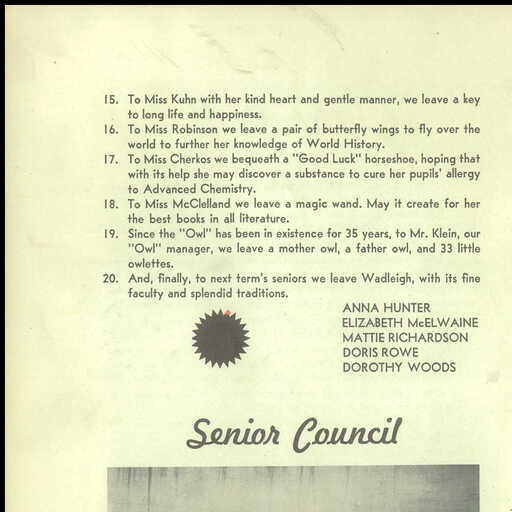 15. To Miss Kuhn with her kind heart and gentle manner, we leave a key
to long life and happiness.
16. To Miss Robinson we leave a pair of butterfly wings to fly over the
world to further her knowledge of World History.
17. To Miss Cherkos we bequeath a "Good Luck" horseshoe, hoping that
with its help she may discover a substance to cure her pupils' allergy
to Advanced Chemistry.
18. To Miss McClelland we leave a magic wand. May it create for her
the best books in all literature.
19. Since the "Owl" has been in existence for 35 years, to Mr. Klein, our
"Owl" manager, we leave a mother owl, a father owl, and 33 little
owlettes.
20. And, finally, to next term's seniors we leave Wadleigh, with its fine
faculty and splendid traditions.
ANNA HUNTER
ELIZABETH McELWAINE
MATTIE RICHARDSON
DORIS ROWE
DOROTHY WOODS
Senior Council